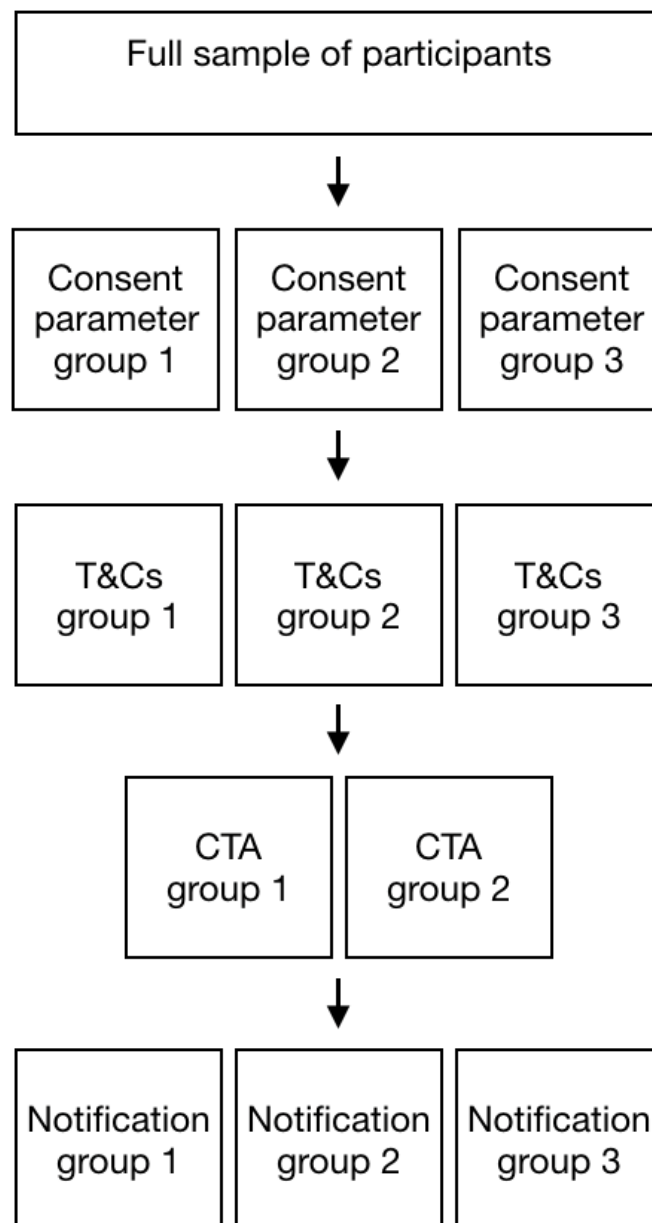 Full sample of participants
Consent
parameter
group 1
Consent
parameter
group 2
Consent
parameter
group 3
T&Cs
group 1
T&Cs
group 2
T&Cs
group 3
CTA
group 1
CTA
group 2
Notification
group 1
Notification
group 2
Notification
group 3